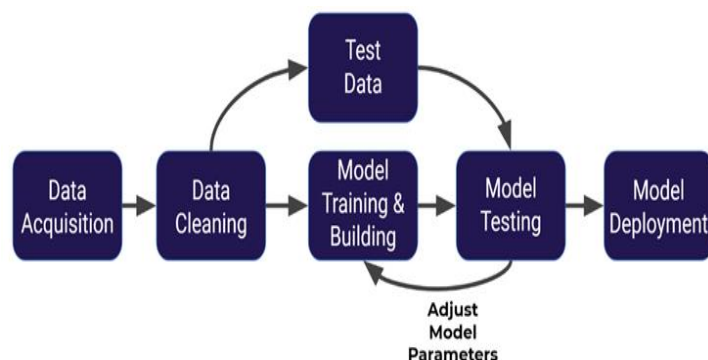 Test
Data
Data
Acquisition
Data
Cleaning
Model
Training &
Building
Model
Testing
Model
Deployment
Adjust
Model
Parameters